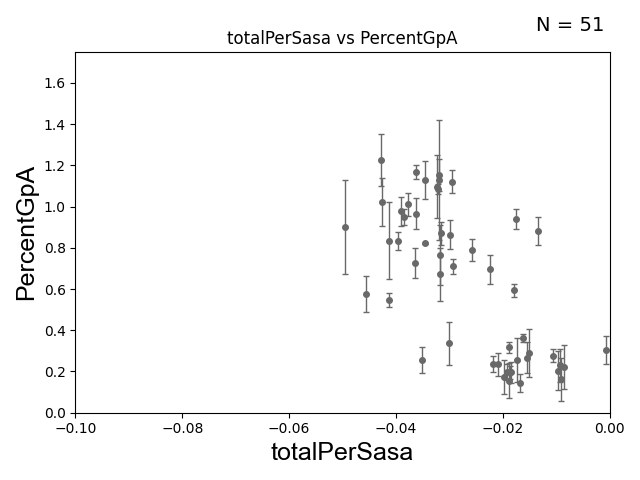 N = 51
totalPerSasa vs PercentGpA
PercentGpA
1.6
1.4
1.2
1.0
0.8
0.6
0.4
0.2
0.0
−0.10 −0.08 −0.06 −0.04 −0.02 0.00
totalPerSasa